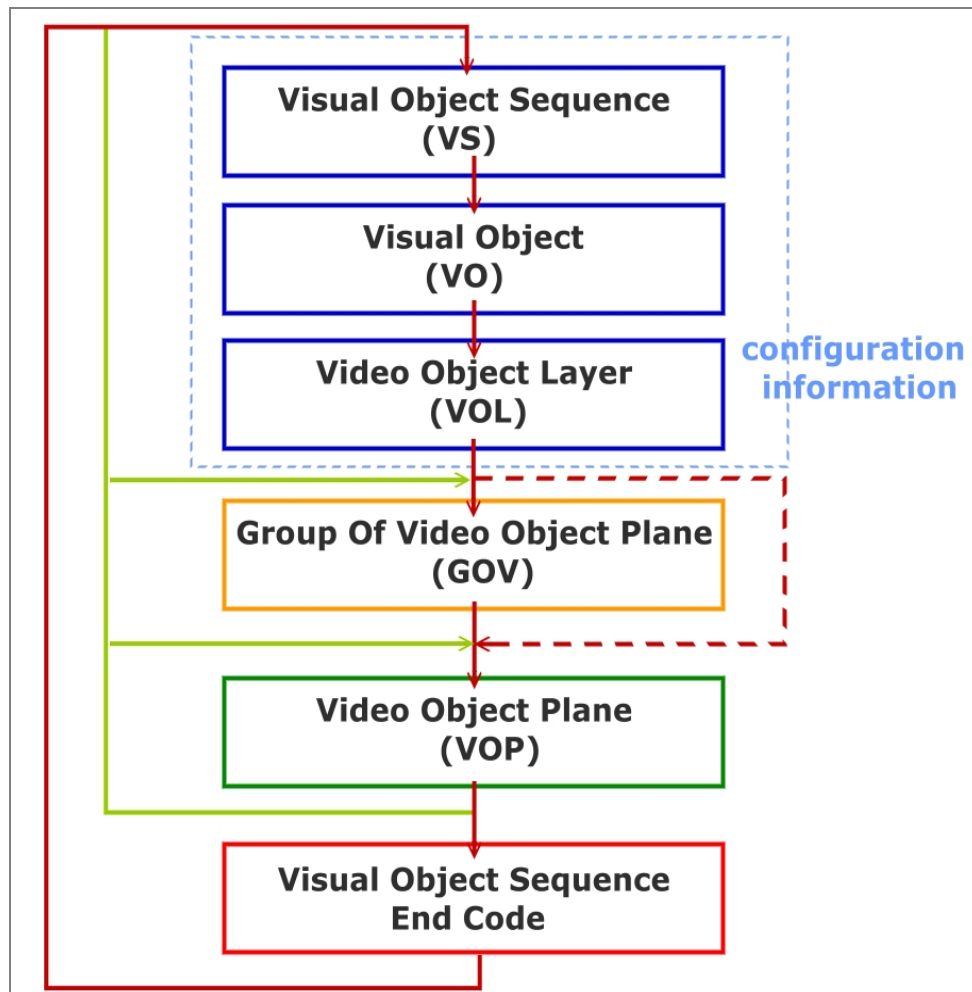 Visual Object Sequence
(VS)
Visual Object
(VO)
Video Object Layer
(VOL)
configuration
information
Group Of Video Object Plane
(GOV)
Video Object Plane
(VOP)
Visual Object Sequence
End Code